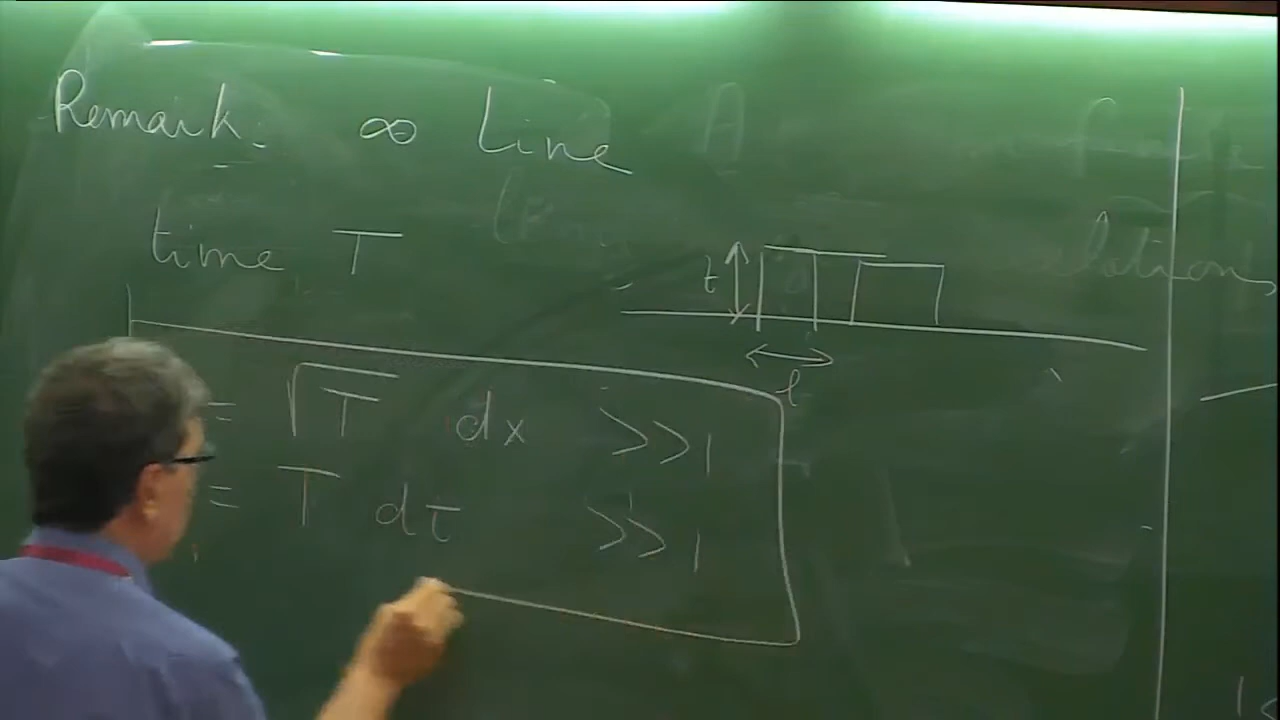 Remark: ∞ Line
time T
t
l
= √T dx >> 1
= T dτ >> 1